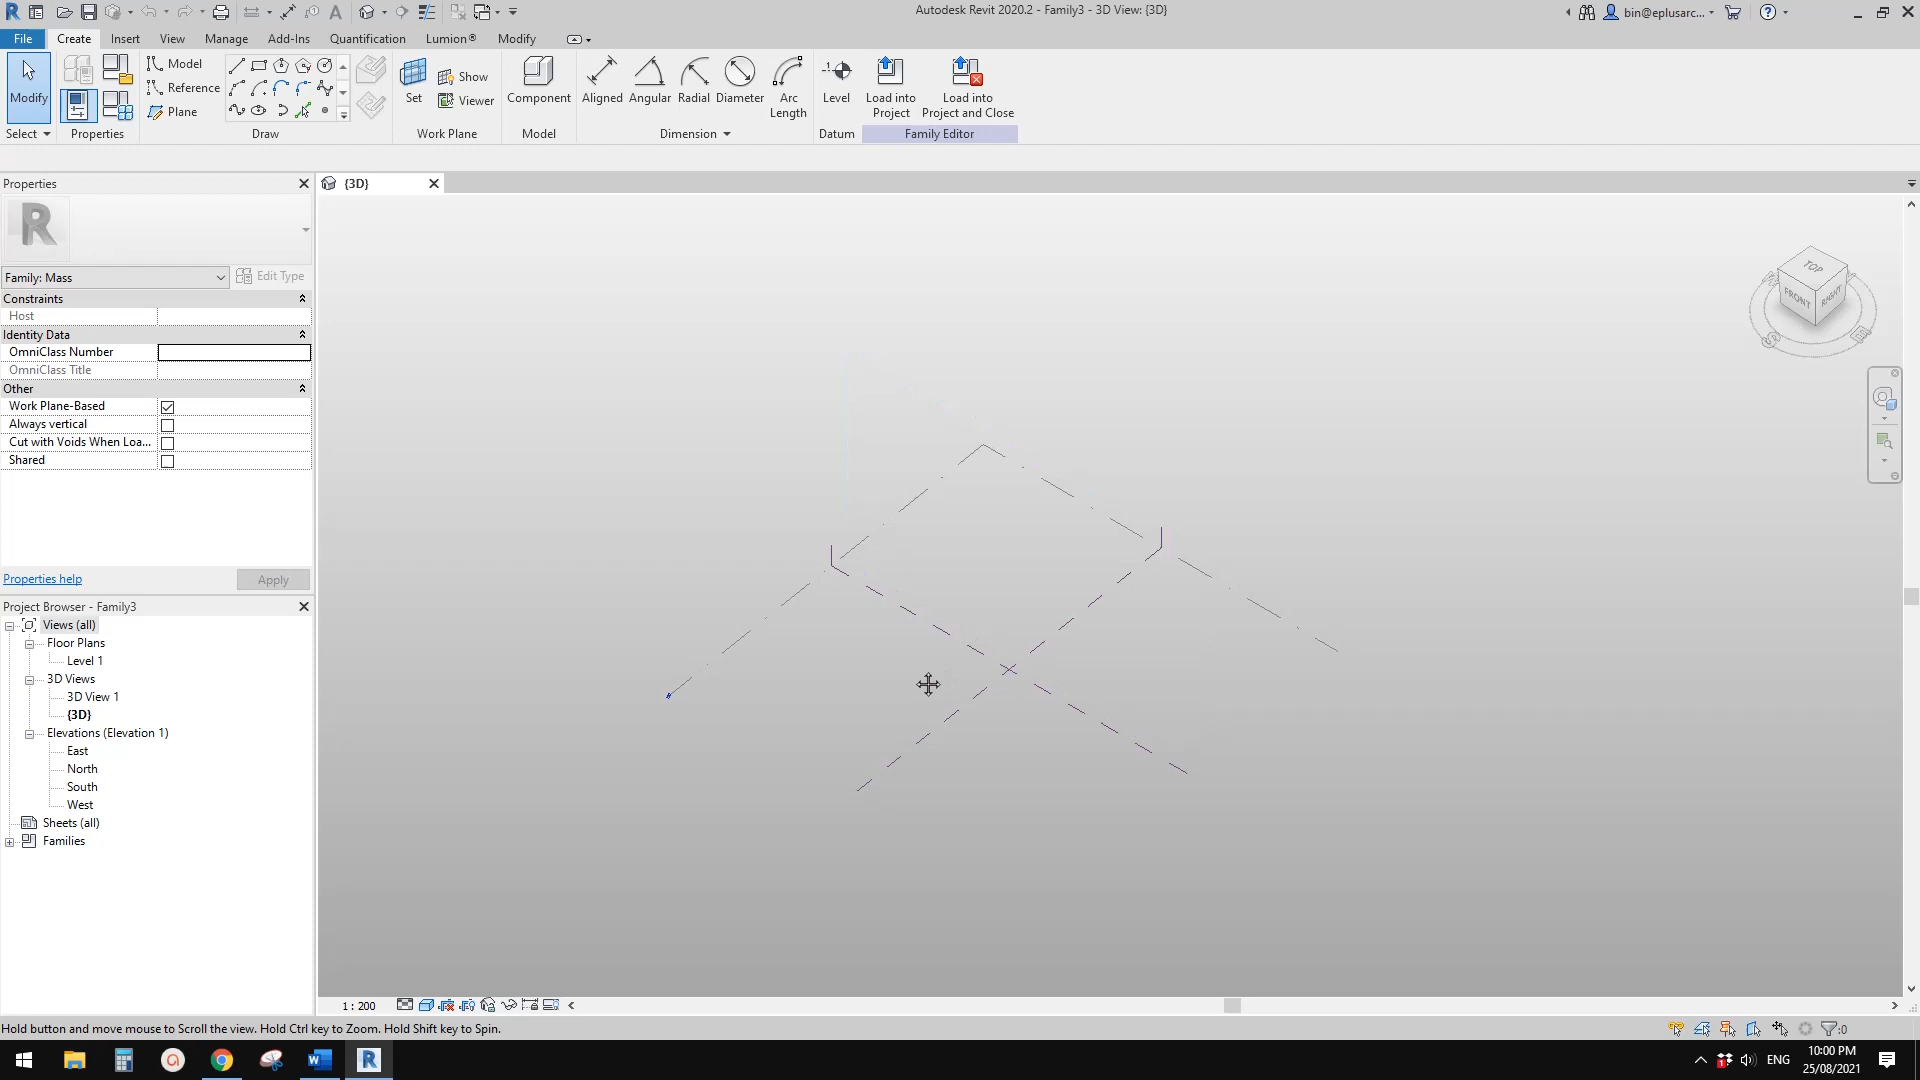 Autodesk Revit 2020.2 - Family3 - 3D View: {3D}
bin@eplusarc...
File Create Insert View Manage Add-Ins Quantification Lumion® Modify
Modify
Model
Reference
Plane
Set
Show
Viewer
Component
Aligned Angular Radial Diameter Arc Length
Level
Load into Project
Load into Project and Close
Select Properties Draw Work Plane Model Dimension Datum Family Editor
Properties
{3D}
R
Family: Mass Edit Type
Constraints
Host
Identity Data
OmniClass Number
OmniClass Title
Other
Work Plane-Based
Always vertical
Cut with Voids When Loa...
Shared
Properties help Apply
Project Browser - Family3
Views (all)
Floor Plans
Level 1
3D Views
3D View 1
{3D}
Elevations (Elevation 1)
East
North
South
West
Sheets (all)
Families
TOP
FRONT RIGHT
S E
1 : 200
Hold button and move mouse to Scroll the view. Hold Ctrl key to Zoom. Hold Shift key to Spin.
:0
ENG
10:00 PM
25/08/2021